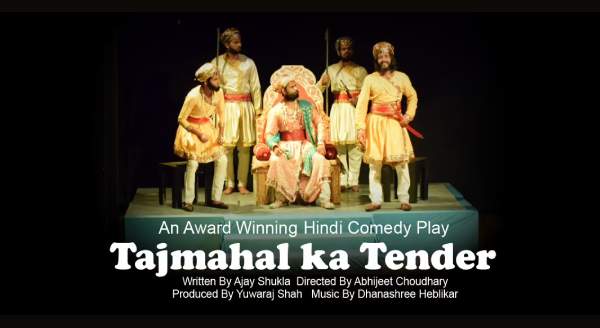 An Award Winning Hindi Comedy Play
Tajmahal ka Tender
Written By Ajay Shukla Directed By Abhijeet Choudhary
Produced By Yuwaraj Shah Music By Dhanashree Heblikar